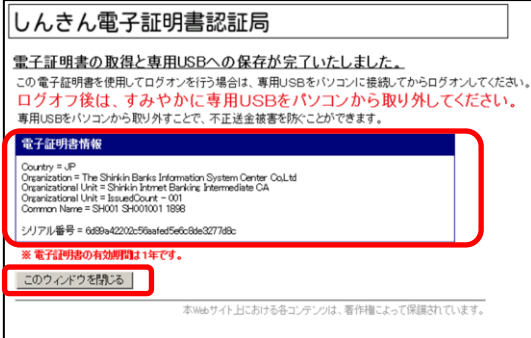 しんきん電子証明書認証局
電子証明書の取得と専用USBへの保存が完了いたしました。
この電子証明書を使用してログオンを行う場合は、専用USBをパソコンに接続してからログオンしてください。
ログオフ後は、すみやかに専用USBをパソコンから取り外してください。
専用USBをパソコンから取り外すことで、不正送金被害を防ぐことができます。
電子証明書情報
Country = JP
Organization = The Shinkin Banks Information System Center Co,Ltd
Organizational Unit = Shinkin Intrnet Banking Intermediate CA
Organizational Unit = IssuedCount - 001
Common Name = SH001 SH001001 1898
シリアル番号 = 6d89a42202c56aafed5e6c8de3277d8c
※ 電子証明書の有効期間は1年です。
このウィンドウを閉じる
本Webサイト上における各コンテンツは、著作権によって保護されています。